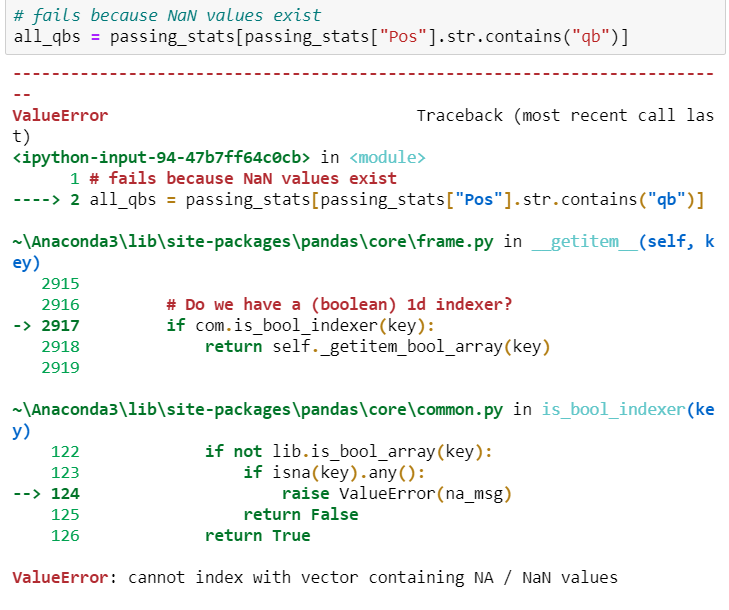 # fails because NaN values exist
all_qbs = passing_stats[passing_stats["Pos"].str.contains("qb")]
---------------------------------------------------------------------------
--
ValueError                                Traceback (most recent call las
t)
<ipython-input-94-47b7ff64c0cb> in <module>
      1 # fails because NaN values exist
----> 2 all_qbs = passing_stats[passing_stats["Pos"].str.contains("qb")]
~\Anaconda3\lib\site-packages\pandas\core\frame.py in __getitem__(self, k
ey)
   2915
   2916         # Do we have a (boolean) 1d indexer?
-> 2917         if com.is_bool_indexer(key):
   2918             return self._getitem_bool_array(key)
   2919
~\Anaconda3\lib\site-packages\pandas\core\common.py in is_bool_indexer(ke
y)
    122             if not lib.is_bool_array(key):
    123                 if isna(key).any():
--> 124                     raise ValueError(na_msg)
    125                 return False
    126             return True
ValueError: cannot index with vector containing NA / NaN values